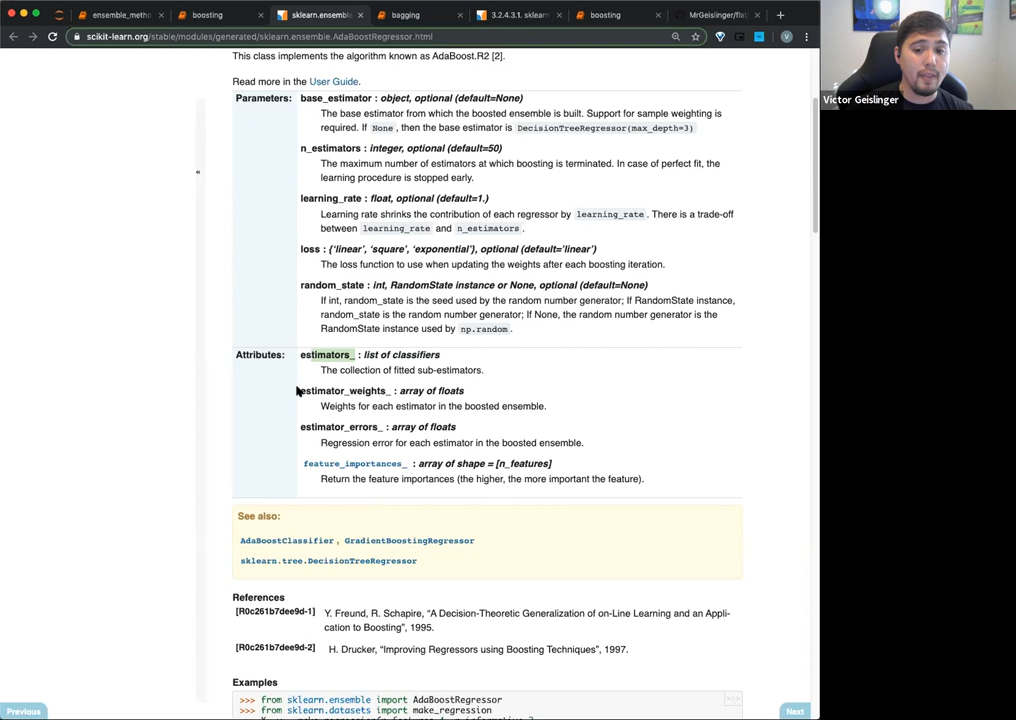 ensemble_metho
boosting
sklearn.ensemble
bagging
3.2.4.3.1. sklearn
boosting
MrGeislinger/flat
scikit-learn.org/stable/modules/generated/sklearn.ensemble.AdaBoostRegressor.html
V
Victor Geislinger
This class implements the algorithm known as AdaBoost.R2 [2].
Read more in the User Guide.
Parameters:
base_estimator : object, optional (default=None)
The base estimator from which the boosted ensemble is built. Support for sample weighting is
required. If None, then the base estimator is DecisionTreeRegressor(max_depth=3)
n_estimators : integer, optional (default=50)
The maximum number of estimators at which boosting is terminated. In case of perfect fit, the
learning procedure is stopped early.
learning_rate : float, optional (default=1.)
Learning rate shrinks the contribution of each regressor by learning_rate. There is a trade-off
between learning_rate and n_estimators.
loss : {'linear', 'square', 'exponential'}, optional (default='linear')
The loss function to use when updating the weights after each boosting iteration.
random_state : int, RandomState instance or None, optional (default=None)
If int, random_state is the seed used by the random number generator; If RandomState instance,
random_state is the random number generator; If None, the random number generator is the
RandomState instance used by np.random.
«
Attributes:
estimators_ : list of classifiers
The collection of fitted sub-estimators.
estimator_weights_ : array of floats
Weights for each estimator in the boosted ensemble.
estimator_errors_ : array of floats
Regression error for each estimator in the boosted ensemble.
feature_importances_ : array of shape = [n_features]
Return the feature importances (the higher, the more important the feature).
See also:
AdaBoostClassifier, GradientBoostingRegressor
sklearn.tree.DecisionTreeRegressor
References
[R0c261b7dee9d-1] Y. Freund, R. Schapire, "A Decision-Theoretic Generalization of on-Line Learning and an Appli-
cation to Boosting", 1995.
[R0c261b7dee9d-2] H. Drucker, "Improving Regressors using Boosting Techniques", 1997.
Examples
>>> from sklearn.ensemble import AdaBoostRegressor
>>> from sklearn.datasets import make_regression
Previous
Next